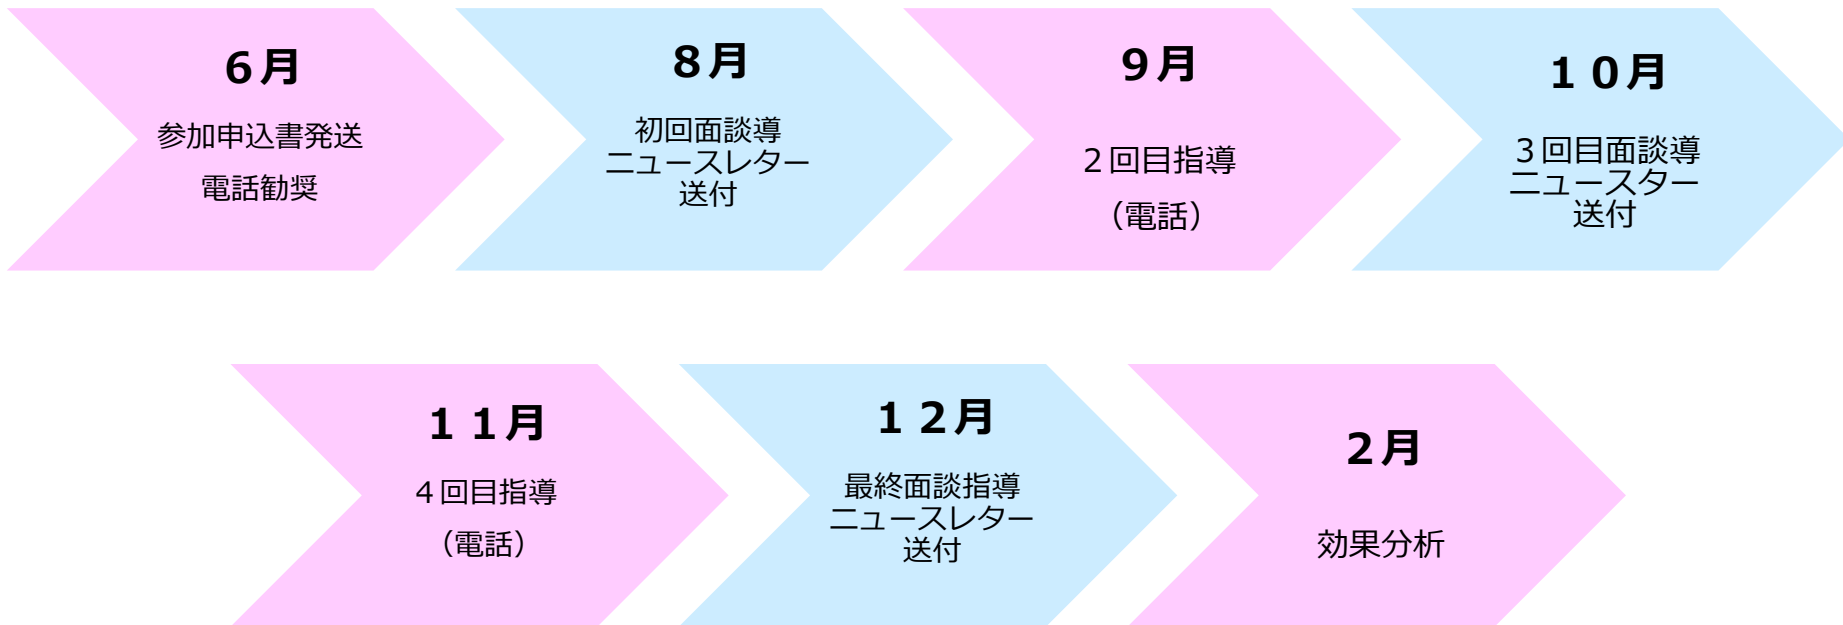 ６月
参加申込書発送
電話勧奨
８月
初回面談導
ニュースレター
送付
９月
２回目指導
（電話）
１０月
３回目面談導
ニュースター
送付
１１月
４回目指導
（電話）
１２月
最終面談指導
ニュースレター
送付
２月
効果分析